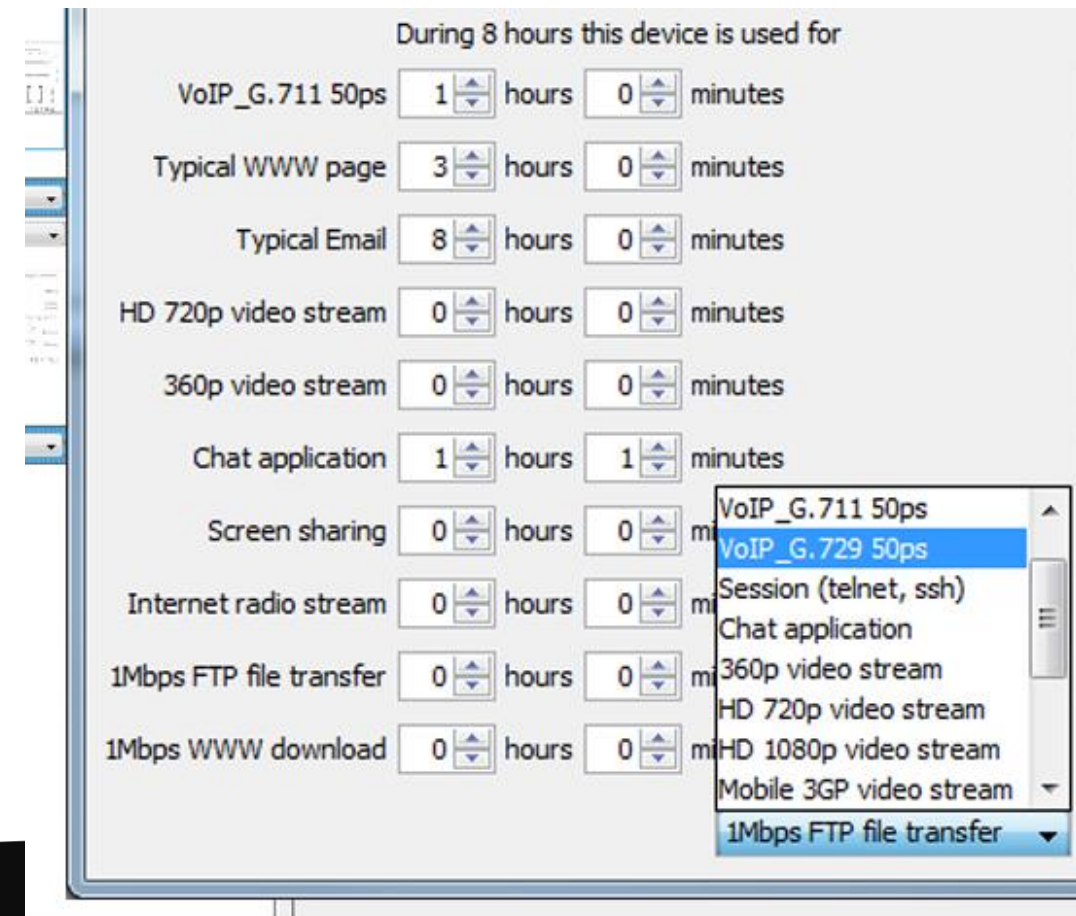 During 8 hours this device is used for
VoIP_G.711 50ps 1 hours 0 minutes
Typical WWW page 3 hours 0 minutes
Typical Email 8 hours 0 minutes
HD 720p video stream 0 hours 0 minutes
360p video stream 0 hours 0 minutes
Chat application 1 hours 1 minutes
Screen sharing 0 hours 0 mi
Internet radio stream 0 hours 0 mi
1Mbps FTP file transfer 0 hours 0 mi
1Mbps WWW download 0 hours 0 mi
VoIP_G.711 50ps
VoIP_G.729 50ps
Session (telnet, ssh)
Chat application
360p video stream
HD 720p video stream
HD 1080p video stream
Mobile 3GP video stream
1Mbps FTP file transfer